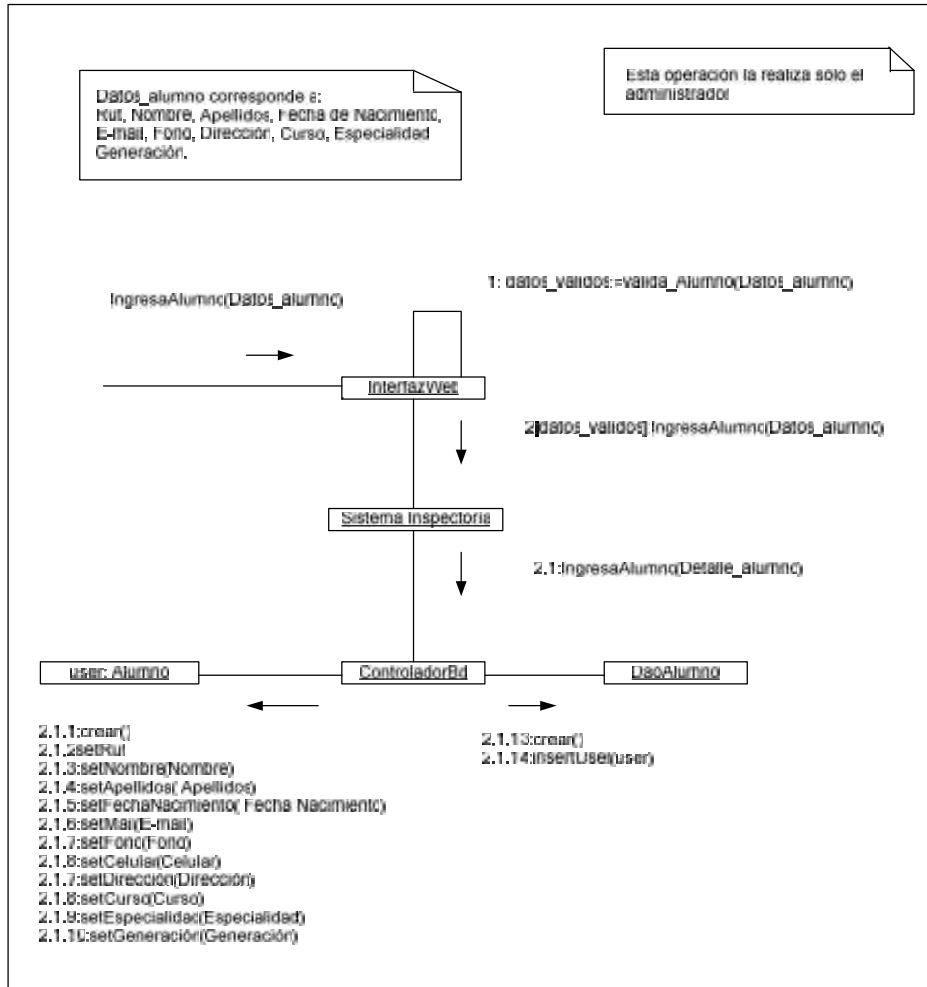 Datos_alumno corresponde a:
Rut, Nombre, Apellidos, Fecha de Nacimiento,
E-mail, Fono, Dirección, Curso, Especialidad
Generación.
Esta operación la realiza sólo el
administrador
1: datos_validos:=valida_Alumno(Datos_alumno)
IngresaAlumno(Datos_alumno)
InterfazWeb
2[datos_validos]:IngresaAlumno(Datos_alumno)
Sistema Inspectoria
2.1:IngresaAlumno(Detalle_alumno)
user: Alumno
ControladorBd
DaoAlumno
2.1.1:crear()
2.1.2setRut
2.1.3:setNombre(Nombre)
2.1.4:setApellidos( Apellidos)
2.1.5:setFechaNacimiento( Fecha Nacimiento)
2.1.6:setMail(E-mail)
2.1.7:setFono(Fono)
2.1.8:setCelular(Celular)
2.1.7:setDirección(Dirección)
2.1.8:setCurso(Curso)
2.1.9:setEspecialidad(Especialidad)
2.1.10:setGeneración(Generación)
2.1.13:crear()
2.1.14:insertUser(user)